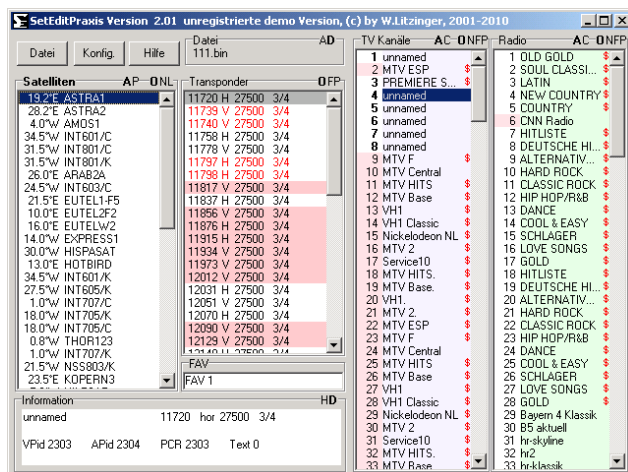 SetEditPraxis Version 2.01 unregistrierte demo Version, (c) by W.Litzinger, 2001-2010
Datei
Konfig.
Hilfe
Datei AD
111.bin
Satelliten AP ONL
19.2°E ASTRA1
28.2°E ASTRA2
4.0°W AMOS1
34.5°W INT601/C
31.5°W INT801/C
31.5°W INT801/K
26.0°E ARAB2A
24.5°W INT603/C
21.5°E EUTEL1-F5
10.0°E EUTEL2F2
16.0°E EUTELW2
14.0°W EXPRESS1
30.0°W HISPASAT
13.0°E HOTBIRD
34.5°W INT601/K
27.5°W INT605/K
1.0°W INT707/C
18.0°W INT705/K
18.0°W INT705/C
0.8°W THOR123
1.0°W INT707/K
21.5°W NSS803/K
23.5°E KOPERN3
Transponder OFP
11720 H 27500 3/4
11739 V 27500 3/4
11740 V 27500 3/4
11758 H 27500 3/4
11778 V 27500 3/4
11797 H 27500 3/4
11798 H 27500 3/4
11817 V 27500 3/4
11837 H 27500 3/4
11856 V 27500 3/4
11876 H 27500 3/4
11915 H 27500 3/4
11934 V 27500 3/4
11973 V 27500 3/4
12012 V 27500 3/4
12031 H 27500 3/4
12051 V 27500 3/4
12070 H 27500 3/4
12090 V 27500 3/4
12129 V 27500 3/4
12148 H 27500 3/4
FAV
FAV 1
TV Kanäle AC ONFP
1 unnamed
2 MTV ESP $
3 PREMIERE S... $
4 unnamed
5 unnamed
6 unnamed
7 unnamed
8 unnamed
9 MTV F $
10 MTV Central
11 MTV HITS $
12 MTV Base $
13 VH1 $
14 VH1 Classic $
15 Nickelodeon NL $
16 MTV 2 $
17 Service10 $
18 MTV HITS. $
19 MTV Base. $
20 VH1. $
21 MTV 2. $
22 MTV ESP $
23 MTV F $
24 MTV Central
25 MTV HITS $
26 MTV Base $
27 VH1 $
28 VH1 Classic $
29 Nickelodeon NL $
30 MTV 2 $
31 Service10 $
32 MTV HITS. $
33 MTV Base $
Radio AC ONFP
1 OLD GOLD $
2 SOUL CLASSI... $
3 LATIN $
4 NEW COUNTRY $
5 COUNTRY $
6 CNN Radio
7 HITLISTE $
8 DEUTSCHE HI... $
9 ALTERNATIV... $
10 HARD ROCK $
11 CLASSIC ROCK $
12 HIP HOP/R&B $
13 DANCE $
14 COOL & EASY $
15 SCHLAGER $
16 LOVE SONGS $
17 GOLD $
18 HITLISTE $
19 DEUTSCHE HI... $
20 ALTERNATIV... $
21 HARD ROCK $
22 CLASSIC ROCK $
23 HIP HOP/R&B $
24 DANCE $
25 COOL & EASY $
26 SCHLAGER $
27 LOVE SONGS $
28 GOLD $
29 Bayern 4 Klassik
30 B5 aktuell
31 hr-skyline
32 hr2
33 hr-klassik
Information HD
unnamed 11720 hor 27500 3/4
VPid 2303 APid 2304 PCR 2303 Text 0